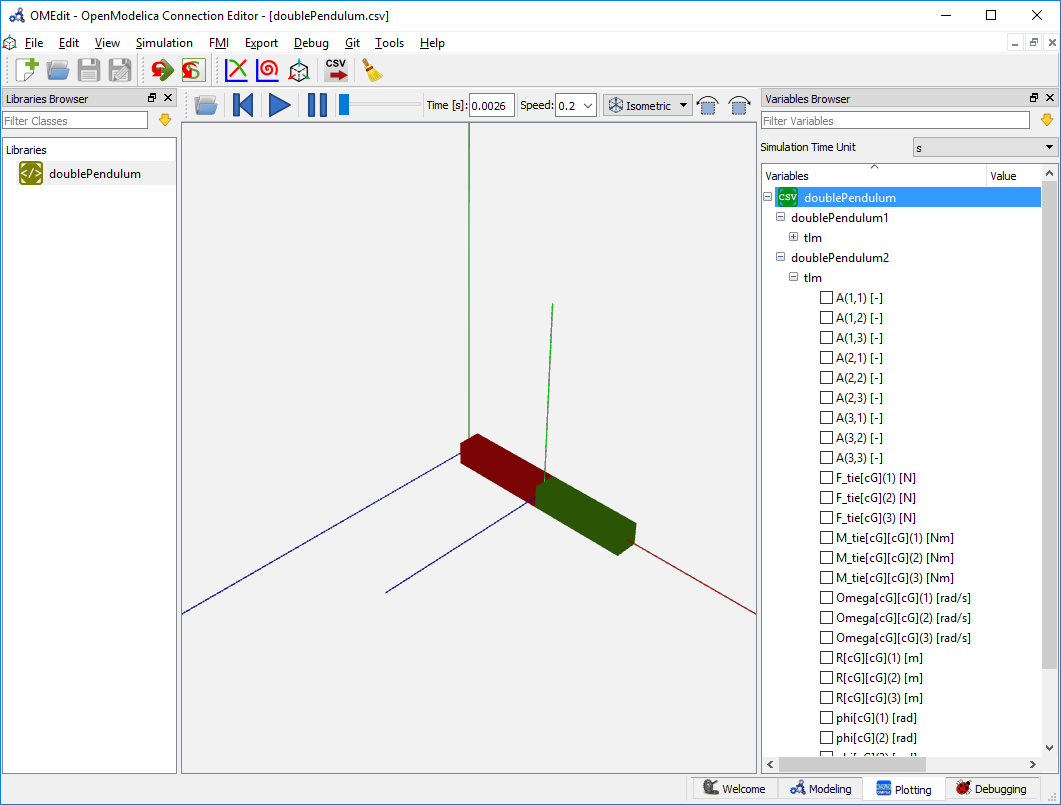 OMEdit - OpenModelica Connection Editor - [doublePendulum.csv]
File Edit View Simulation FMI Export Debug Git Tools Help
CSV
Libraries Browser
Filter Classes
Libraries
</> doublePendulum
Time [s]: 0.0026 Speed: 0.2 Isometric
Variables Browser
Filter Variables
Simulation Time Unit s
Variables Value
CSV doublePendulum
doublePendulum1
tlm
doublePendulum2
tlm
A(1,1) [-]
A(1,2) [-]
A(1,3) [-]
A(2,1) [-]
A(2,2) [-]
A(2,3) [-]
A(3,1) [-]
A(3,2) [-]
A(3,3) [-]
F_tie[cG](1) [N]
F_tie[cG](2) [N]
F_tie[cG](3) [N]
M_tie[cG][cG](1) [Nm]
M_tie[cG][cG](2) [Nm]
M_tie[cG][cG](3) [Nm]
Omega[cG][cG](1) [rad/s]
Omega[cG][cG](2) [rad/s]
Omega[cG][cG](3) [rad/s]
R[cG][cG](1) [m]
R[cG][cG](2) [m]
R[cG][cG](3) [m]
phi[cG](1) [rad]
phi[cG](2) [rad]
Welcome Modeling Plotting Debugging